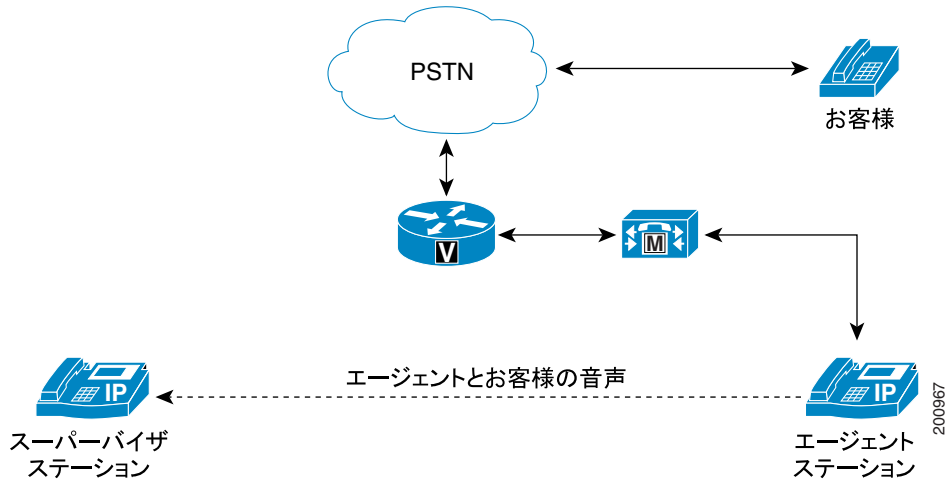 PSTN
お客様
V
M
エージェントとお客様の音声
IP
IP
スーパーバイザ
ステーション
エージェント
ステーション
200967